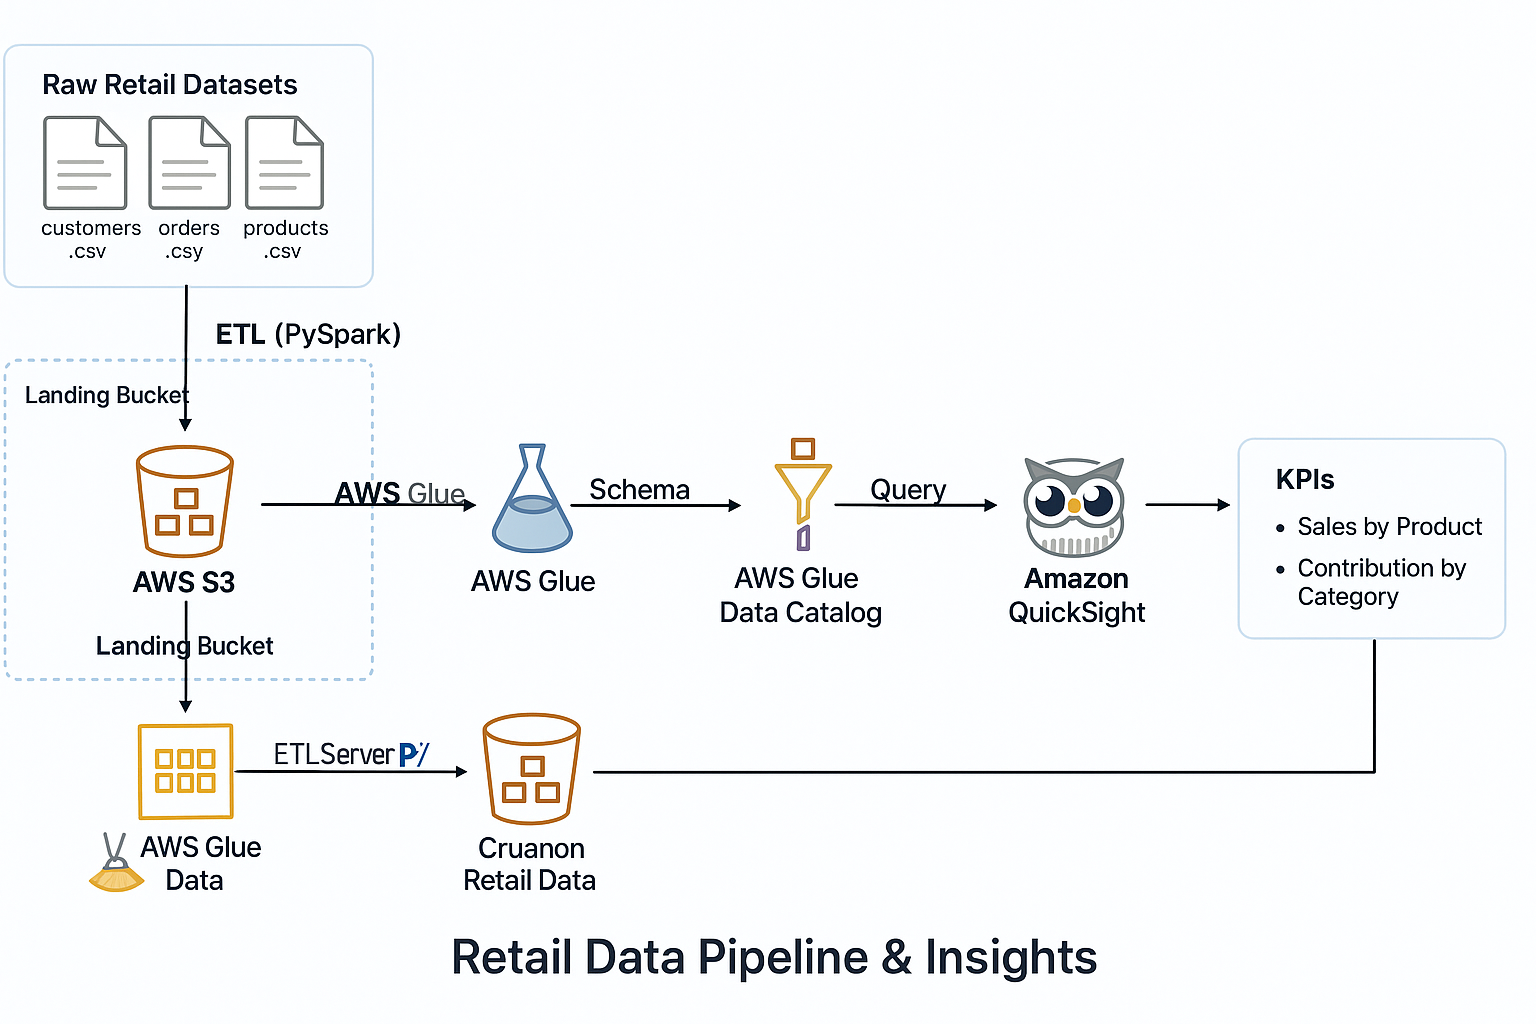 Raw Retail Datasets
customers orders products
.csv .csy .csv
ETL (PySpark)
Landing Bucket
AWS S3
Landing Bucket
AWS Glue
AWS Glue
Schema
AWS Glue
Data Catalog
Query
Amazon
QuickSight
KPIs
• Sales by Product
• Contribution by
Category
AWS Glue
Data
ETLServer P
Cruanon
Retail Data
Retail Data Pipeline & Insights